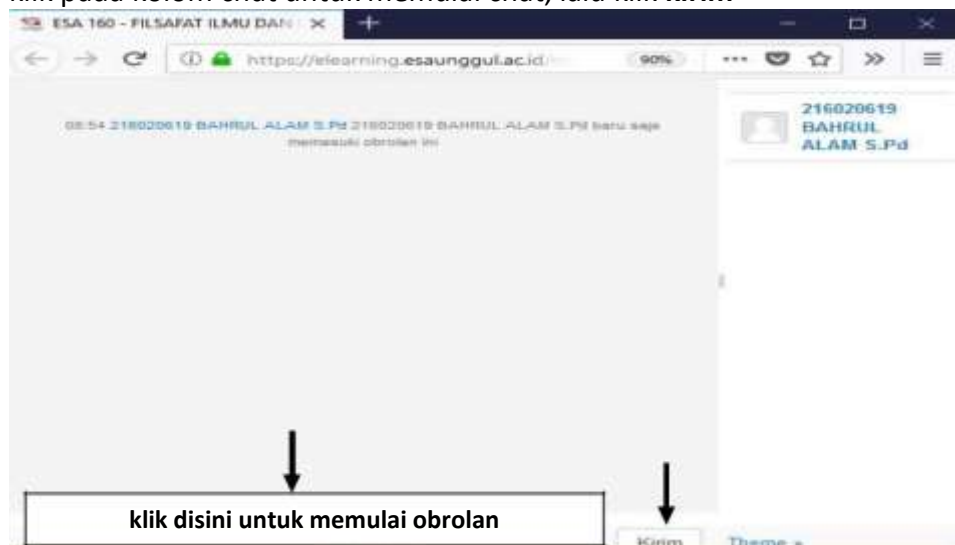 klik pada kolom chat untuk memulai chat, lalu klik kirim
ESA 160 - FILSAFAT ILMU DAN
https://elearning.esaunggul.ac.id
90%
216020619
BAHRUL
ALAM S.Pd
08:54 216020619 BAHRUL ALAM S.Pd 216020619 BAHRUL ALAM S.Pd baru saja
memasuki obrolan ini
klik disini untuk memulai obrolan
Kirim
Theme